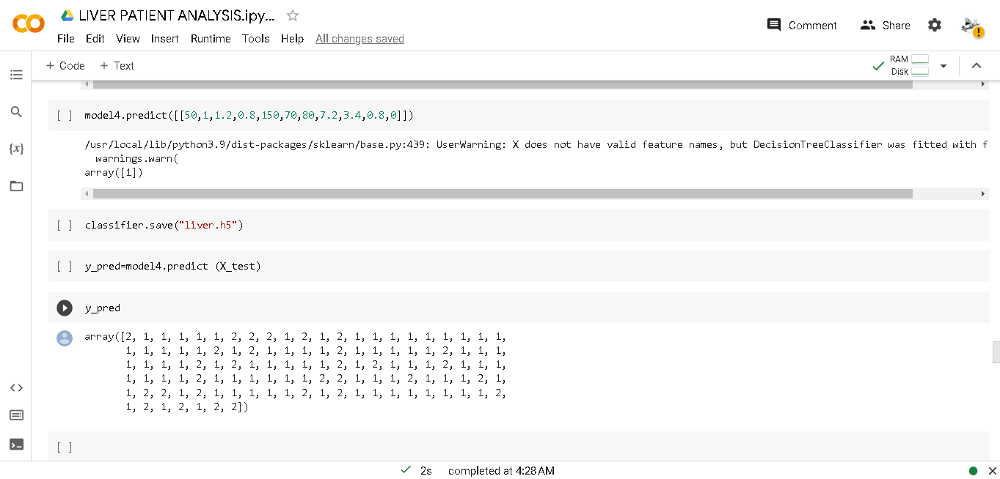 LIVER PATIENT ANALYSIS.ipy...
File Edit View Insert Runtime Tools Help All changes saved
Comment Share
+ Code + Text
RAM
Disk
[ ] model4.predict([[50,1,1.2,0.8,150,70,80,7.2,3.4,0.8,0]])
/usr/local/lib/python3.9/dist-packages/sklearn/base.py:439: UserWarning: X does not have valid feature names, but DecisionTreeClassifier was fitted with f
warnings.warn(
array([1])
[ ] classifier.save("liver.h5")
[ ] y_pred=model4.predict (X_test)
y_pred
array([2, 1, 1, 1, 1, 1, 2, 2, 2, 1, 2, 1, 2, 1, 1, 1, 1, 1, 1, 1, 1, 1,
1, 1, 1, 1, 1, 2, 1, 2, 1, 1, 1, 1, 2, 1, 1, 1, 1, 1, 2, 1, 1, 1,
1, 1, 1, 1, 2, 1, 2, 1, 1, 1, 1, 1, 2, 1, 2, 1, 1, 1, 2, 1, 1, 1,
1, 1, 1, 1, 2, 1, 1, 1, 1, 1, 1, 2, 2, 1, 1, 1, 2, 1, 1, 1, 2, 1,
1, 2, 2, 1, 2, 1, 1, 1, 1, 1, 2, 1, 2, 1, 1, 1, 1, 1, 1, 1, 1, 2,
1, 2, 1, 2, 1, 2, 2])
[ ]
2s completed at 4:28 AM